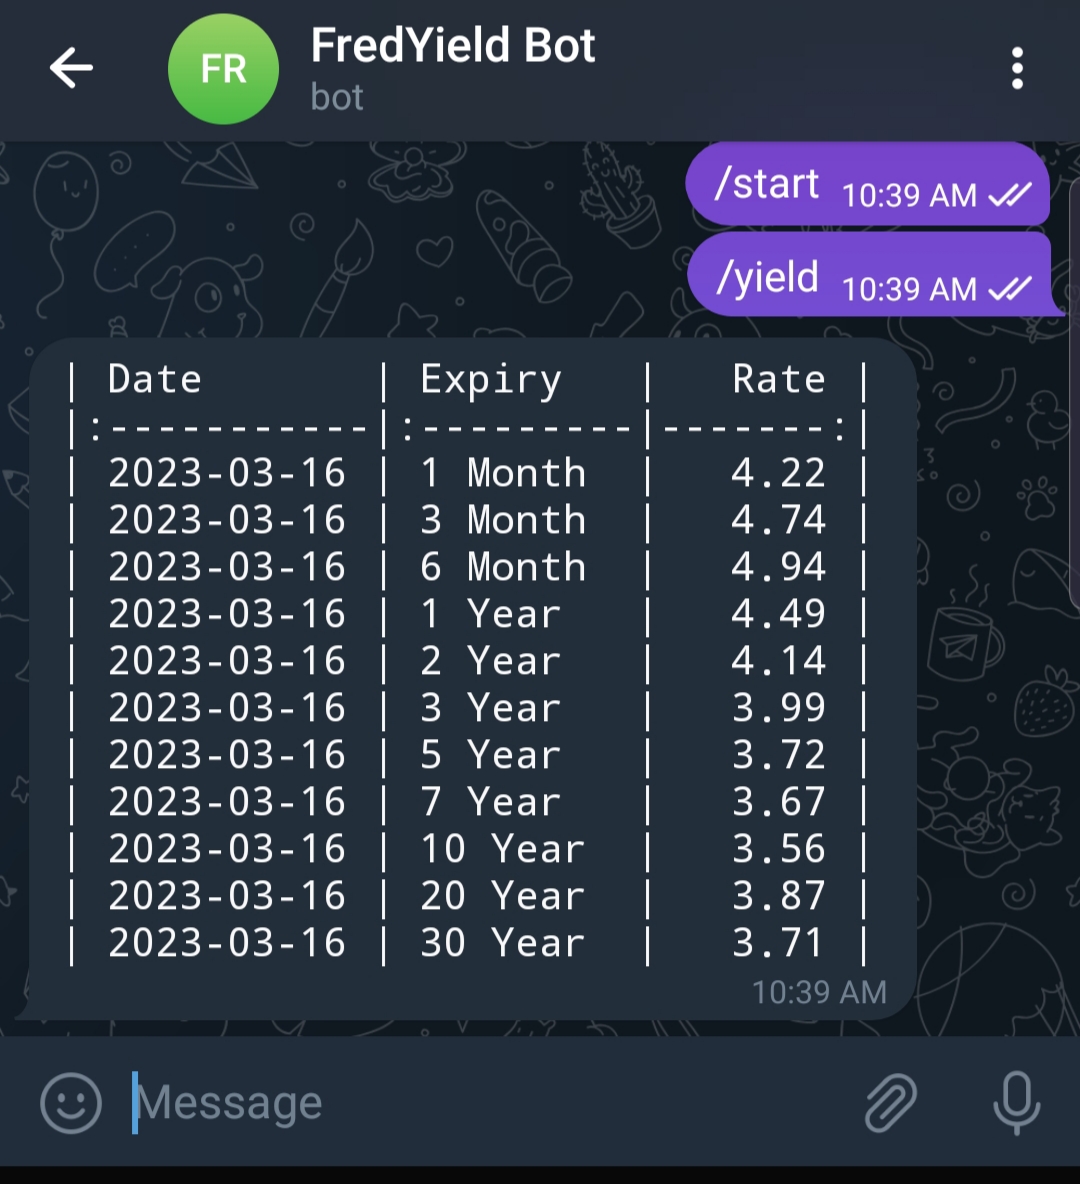 FR
FredYield Bot
bot
/start 10:39 AM
/yield 10:39 AM
| Date | Expiry | Rate |
|:-----------|:---------|-------:|
| 2023-03-16 | 1 Month | 4.22 |
| 2023-03-16 | 3 Month | 4.74 |
| 2023-03-16 | 6 Month | 4.94 |
| 2023-03-16 | 1 Year | 4.49 |
| 2023-03-16 | 2 Year | 4.14 |
| 2023-03-16 | 3 Year | 3.99 |
| 2023-03-16 | 5 Year | 3.72 |
| 2023-03-16 | 7 Year | 3.67 |
| 2023-03-16 | 10 Year | 3.56 |
| 2023-03-16 | 20 Year | 3.87 |
| 2023-03-16 | 30 Year | 3.71 |
10:39 AM
Message